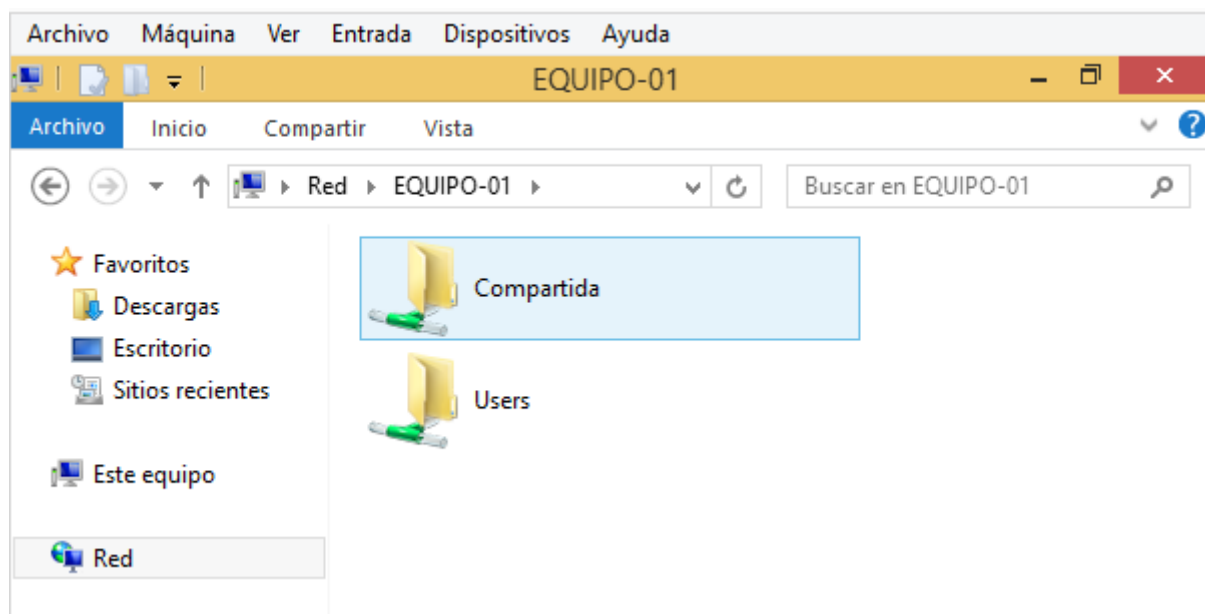 Archivo Máquina Ver Entrada Dispositivos Ayuda
EQUIPO-01
Archivo Inicio Compartir Vista
Red EQUIPO-01 Buscar en EQUIPO-01
Favoritos
Descargas
Escritorio
Sitios recientes
Este equipo
Red
Compartida
Users